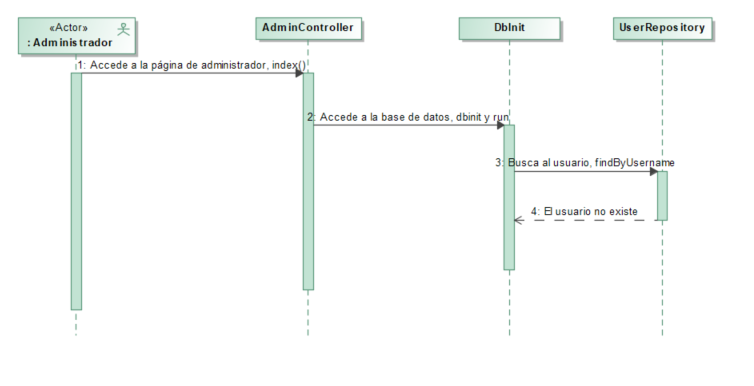 «Actor»
: Administrador
AdminController
DbInit
UserRepository
1: Accede a la página de administrador, index()
2: Accede a la base de datos, dbinit y run
3: Busca al usuario, findByUsername
4: El usuario no existe